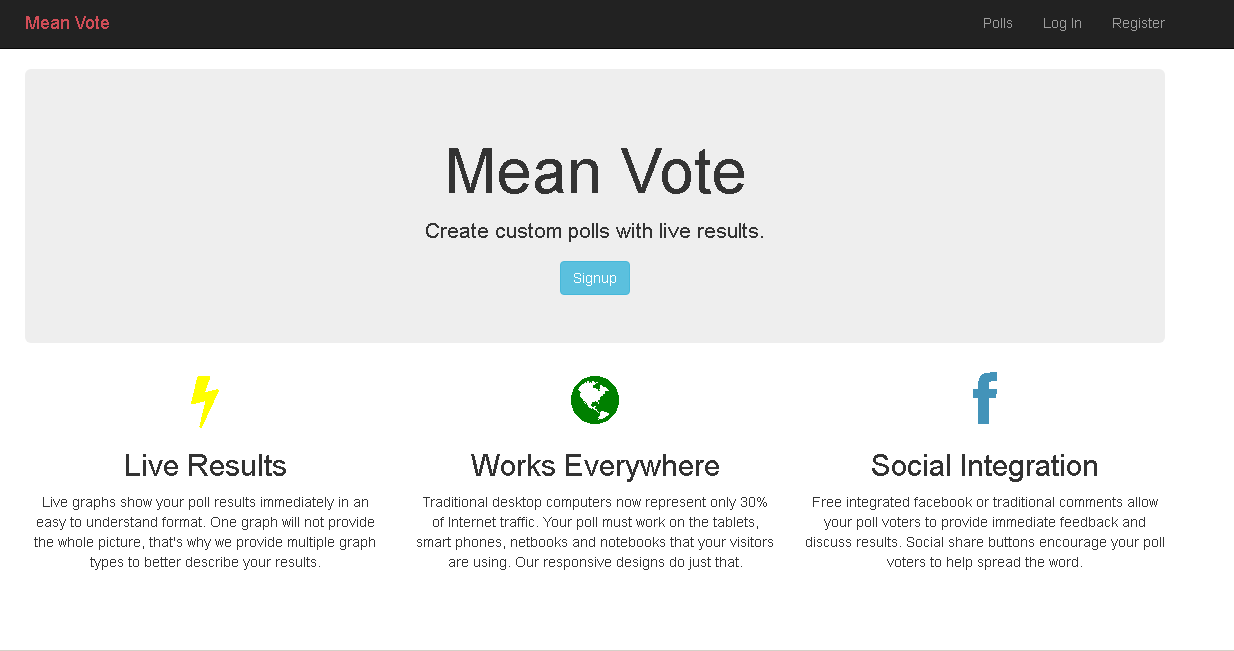 Mean Vote
Polls
Log In
Register
Mean Vote
Create custom polls with live results.
Signup
Live Results
Live graphs show your poll results immediately in an
easy to understand format. One graph will not provide
the whole picture, that's why we provide multiple graph
types to better describe your results.
Works Everywhere
Traditional desktop computers now represent only 30%
of Internet traffic. Your poll must work on the tablets,
smart phones, netbooks and notebooks that your visitors
are using. Our responsive designs do just that.
Social Integration
Free integrated facebook or traditional comments allow
your poll voters to provide immediate feedback and
discuss results. Social share buttons encourage your poll
voters to help spread the word.